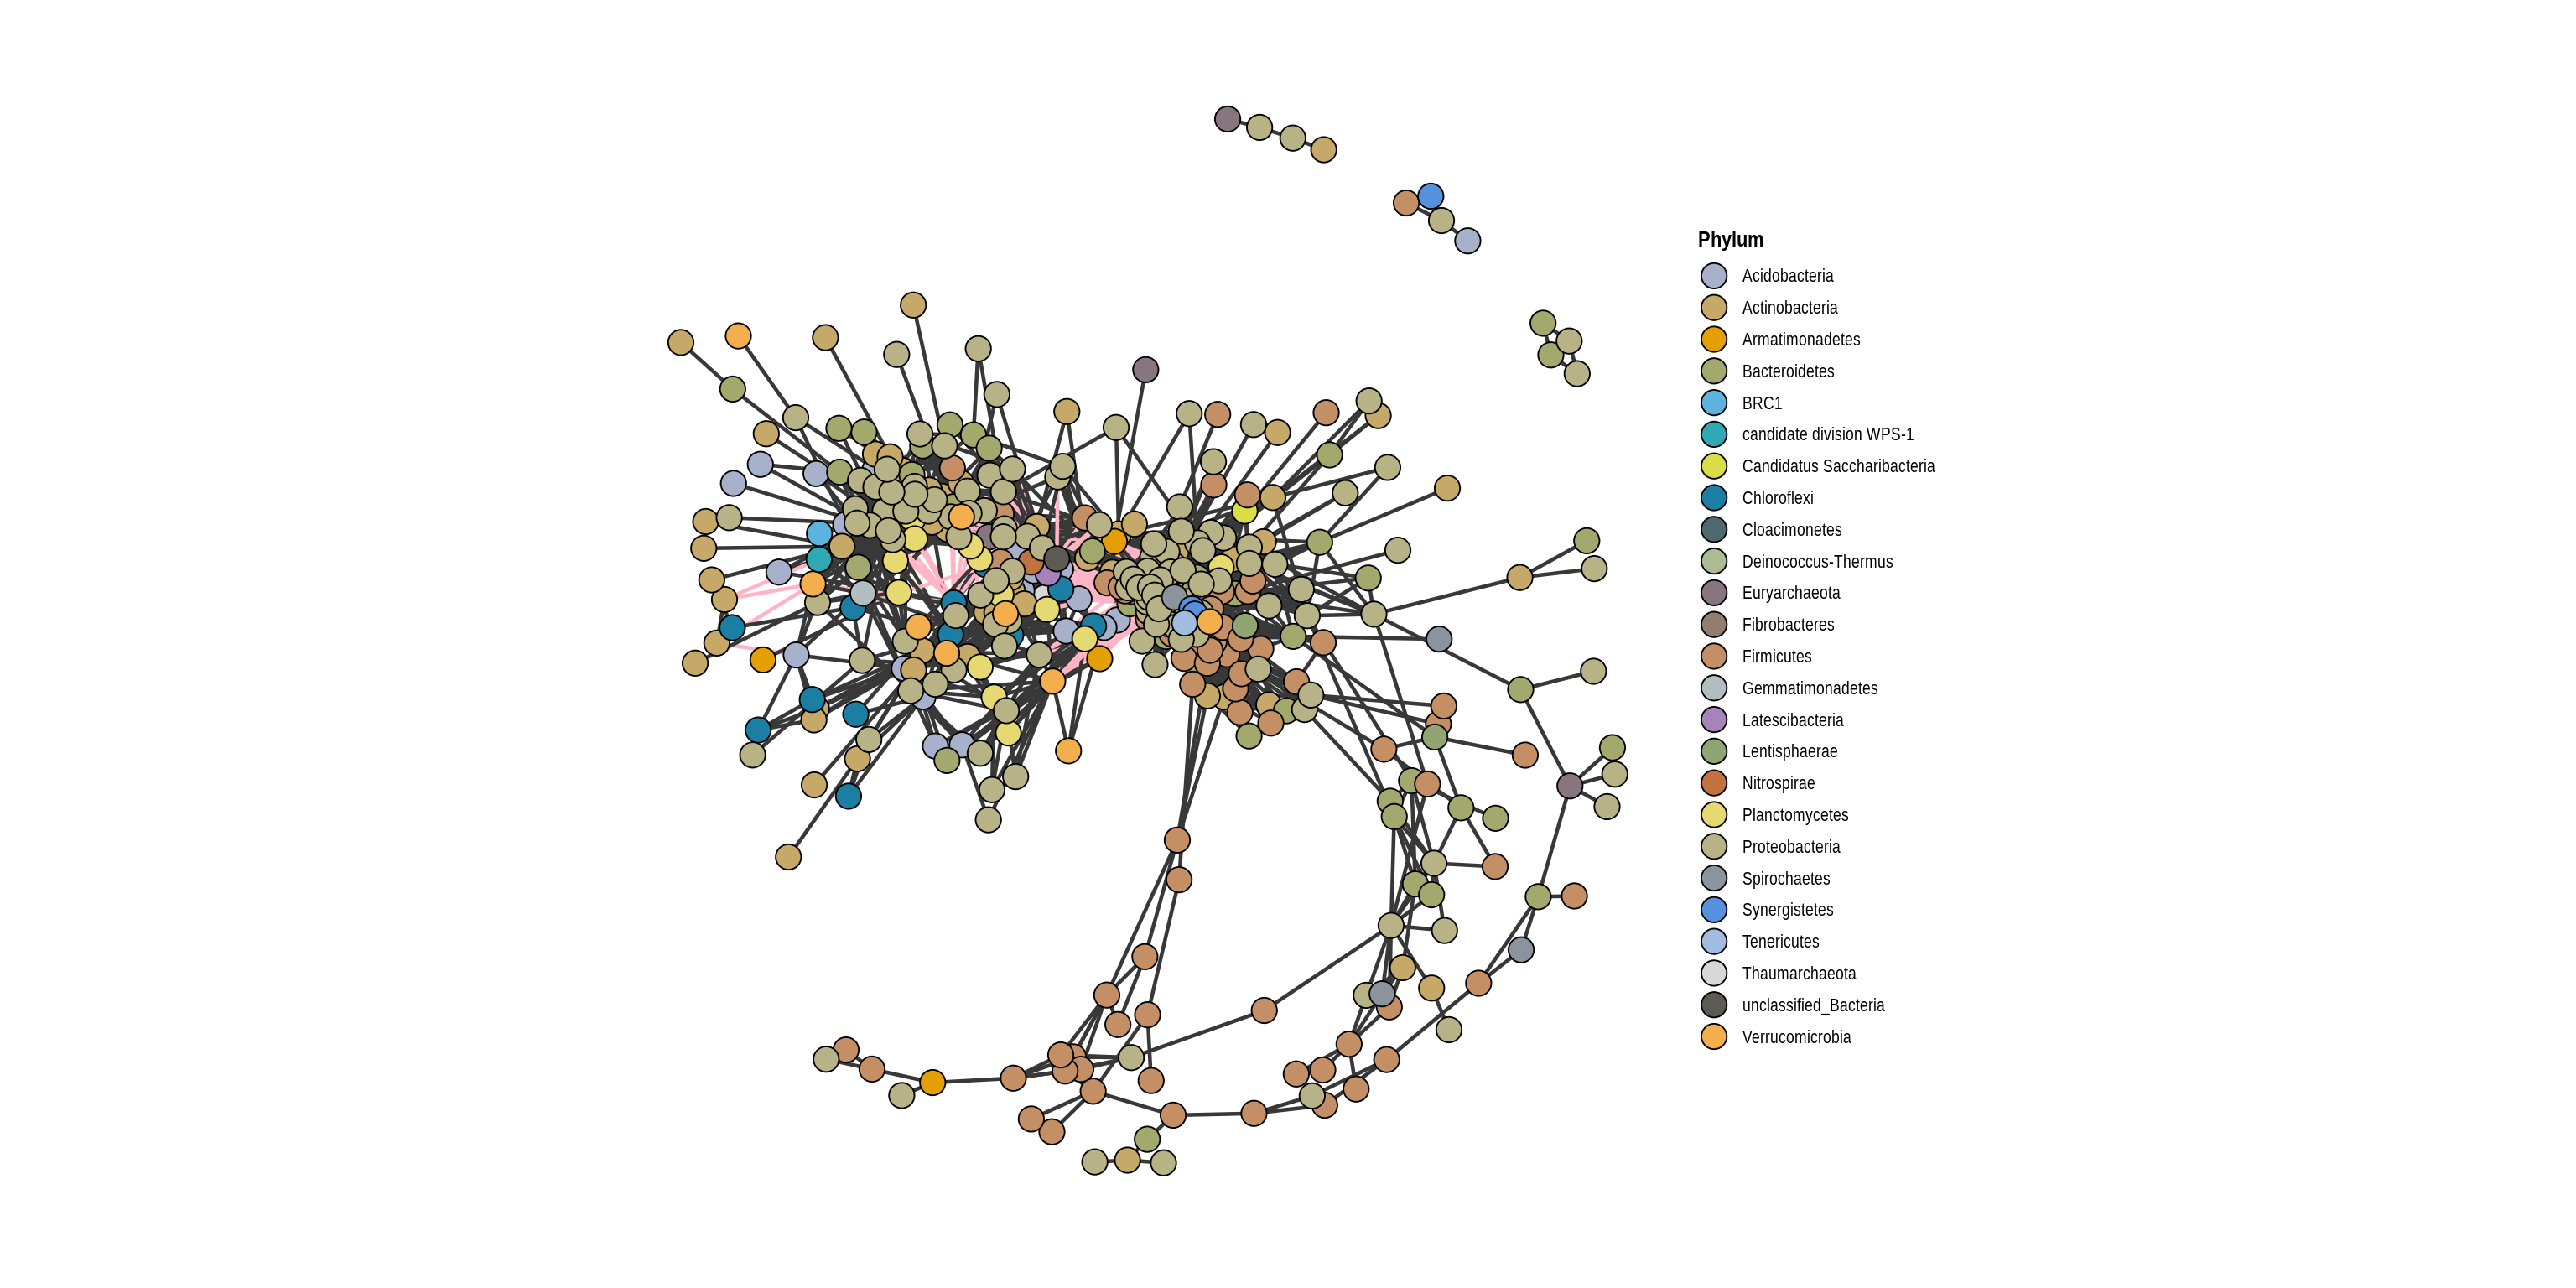 Phylum
Acidobacteria
Actinobacteria
Armatimonadetes
Bacteroidetes
BRC1
candidate division WPS-1
Candidatus Saccharibacteria
Chloroflexi
Cloacimonetes
Deinococcus-Thermus
Euryarchaeota
Fibrobacteres
Firmicutes
Gemmatimonadetes
Latescibacteria
Lentisphaerae
Nitrospirae
Planctomycetes
Proteobacteria
Spirochaetes
Synergistetes
Tenericutes
Thaumarchaeota
unclassified_Bacteria
Verrucomicrobia